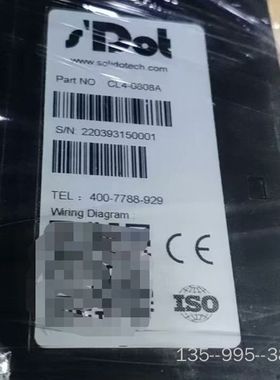 s'Dot
www.solidotech.com
Part NO CL4-0808A
S/N: 220393150001
TEL： 400-7788-929
Wiring Diagram
CE
ISO
135--995--3